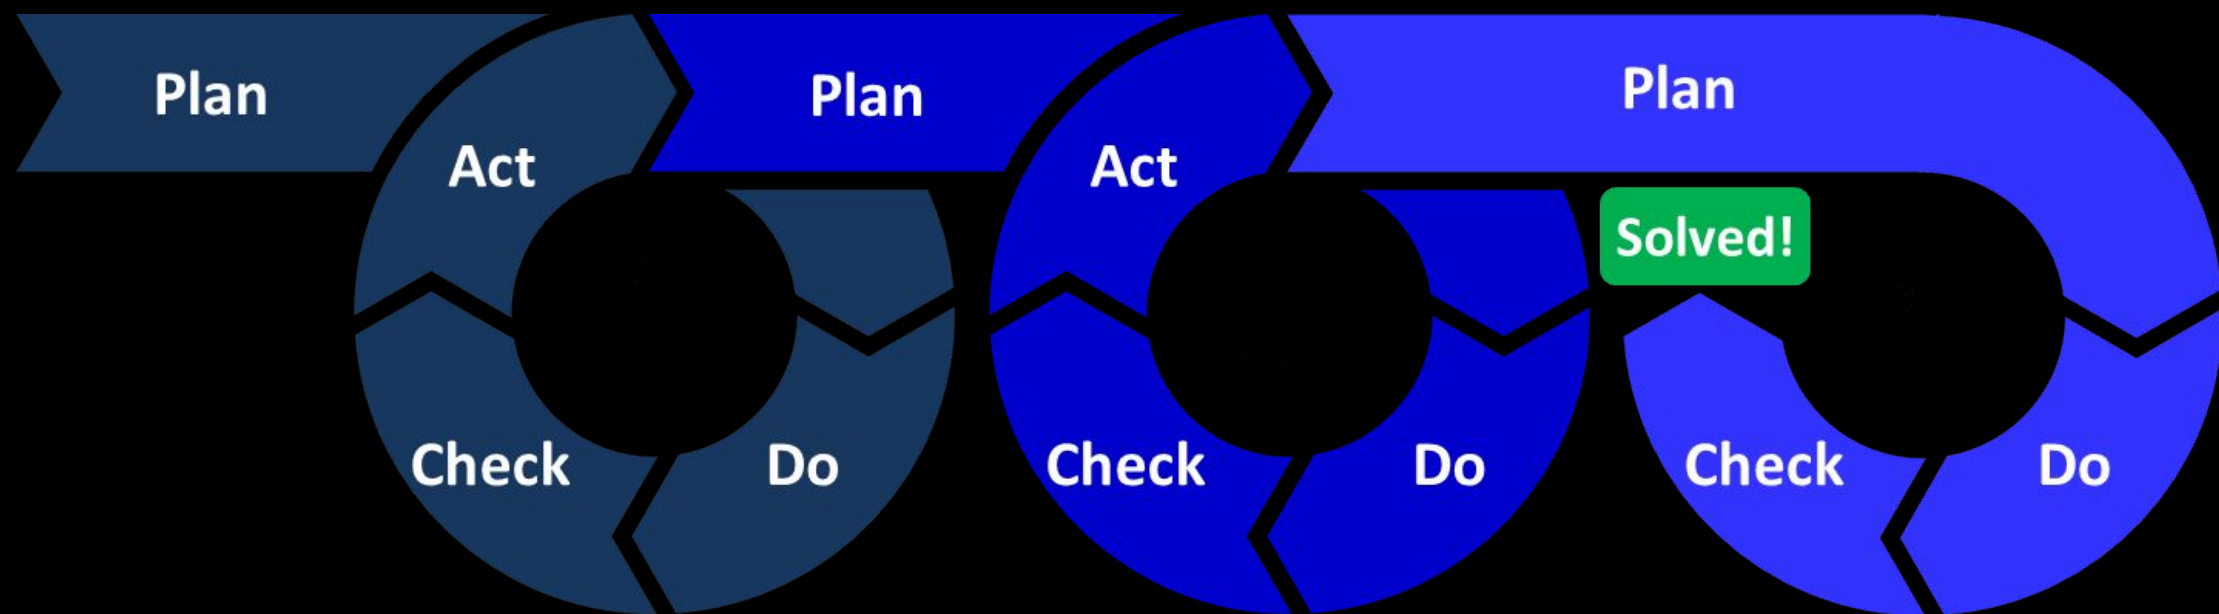 Plan
Act
Check
Do
Plan
Act
Check
Do
Plan
Solved!
Check
Do